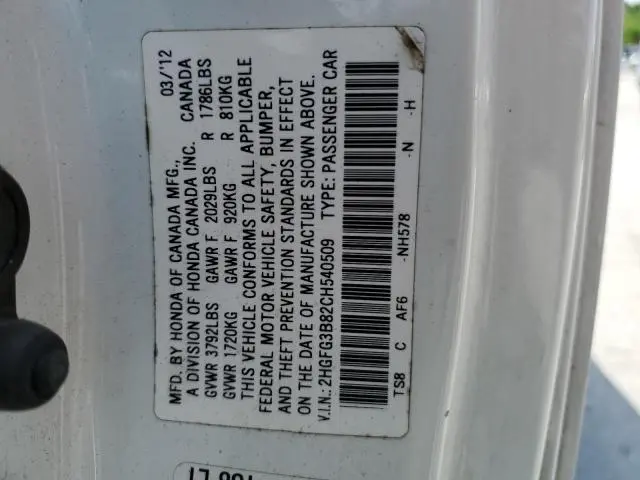 MFD. BY HONDA OF CANADA MFG., 03/'12
A DIVISION OF HONDA CANADA INC. CANADA
GVWR 3792LBS GAWR F 2029LBS R 1786LBS
GVWR 1720KG GAWR F 920KG R 810KG
THIS VEHICLE CONFORMS TO ALL APPLICABLE
FEDERAL MOTOR VEHICLE SAFETY, BUMPER,
AND THEFT PREVENTION STANDARDS IN EFFECT
ON THE DATE OF MANUFACTURE SHOWN ABOVE.
V.I.N.: 2HGFG3B82CH540509 TYPE: PASSENGER CAR
TS8 C AF6 -NH578 -N -H